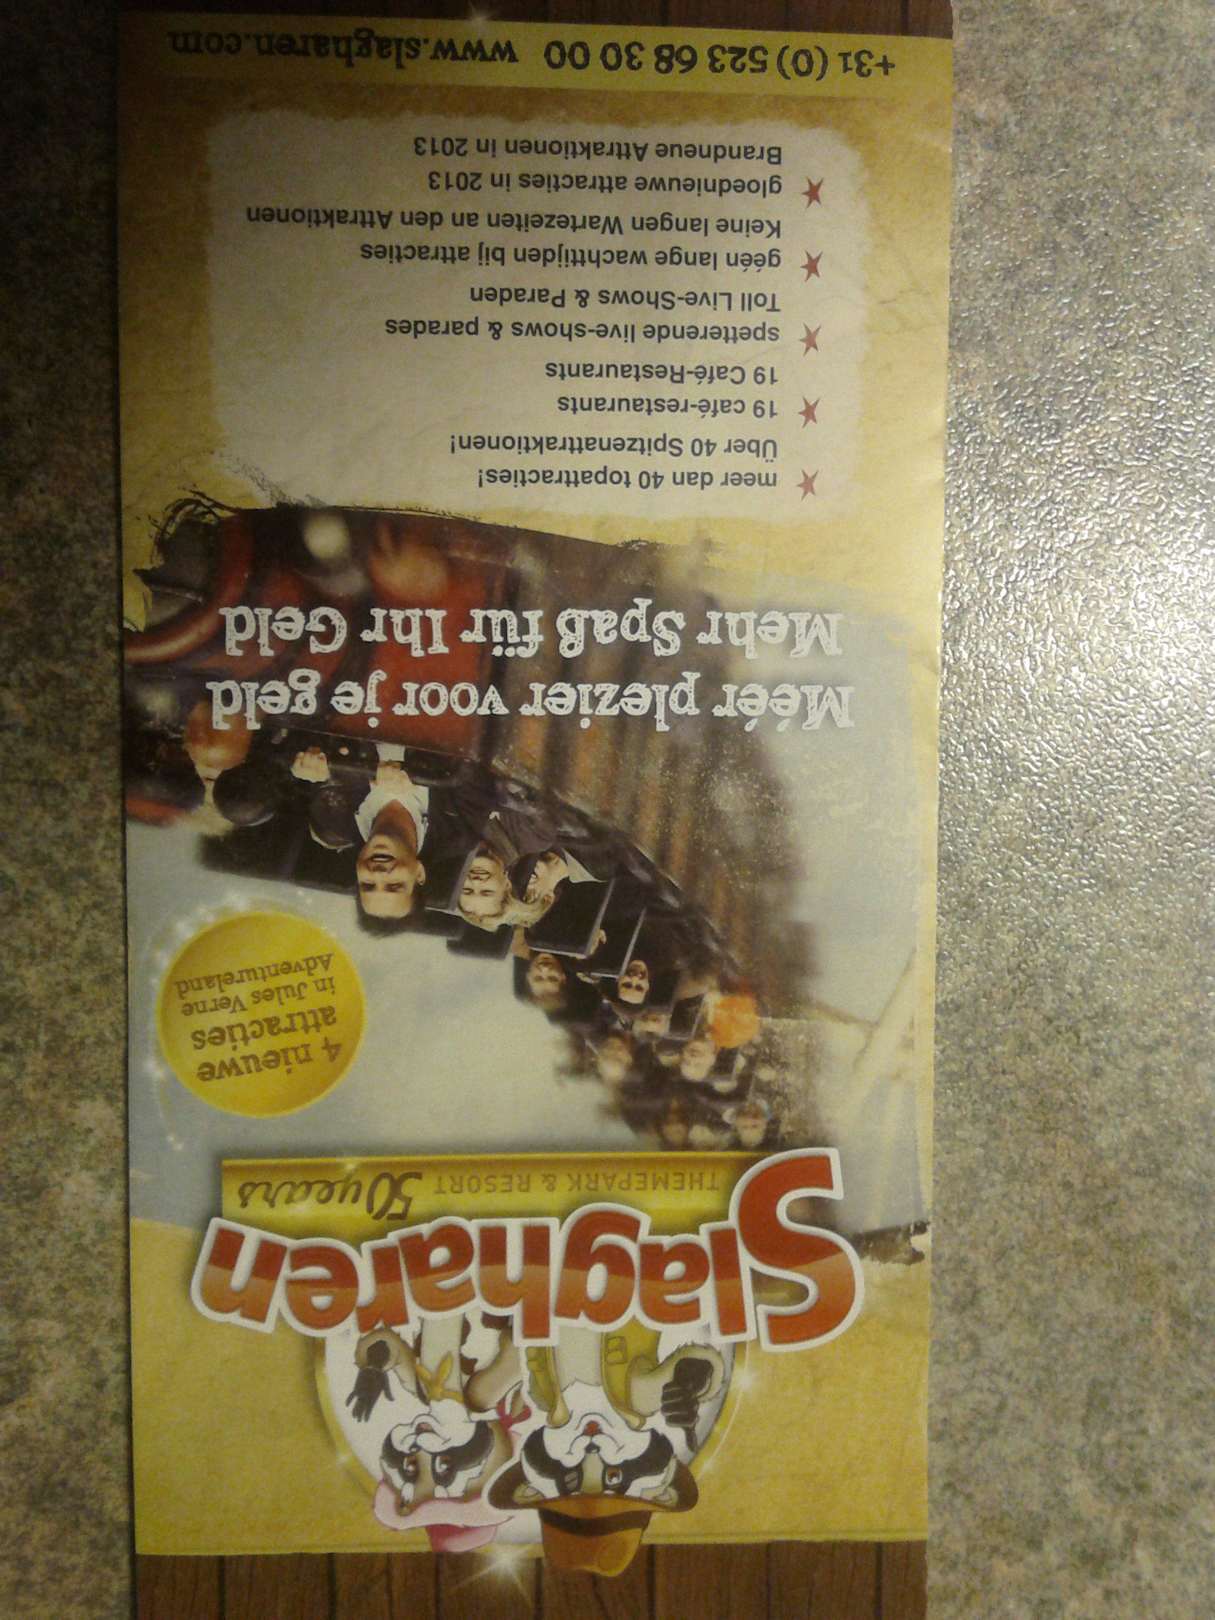 Slagharen
THEMEPARK & RESORT 50 years
4 nieuwe
attracties
in Jules Verne
Adventureland
Méér plezier voor je geld
Mehr Spaß für Ihr Geld
meer dan 40 topattracties!
Über 40 Spitzenattraktionen!
19 café-restaurants
19 Café-Restaurants
spetterende live-shows & parades
Toll Live-Shows & Paraden
géén lange wachttijden bij attracties
Keine langen Wartezeiten an den Attraktionen
gloednieuwe attracties in 2013
Brandneue Attraktionen in 2013
+31 (0) 523 68 30 00 www.slagharen.com